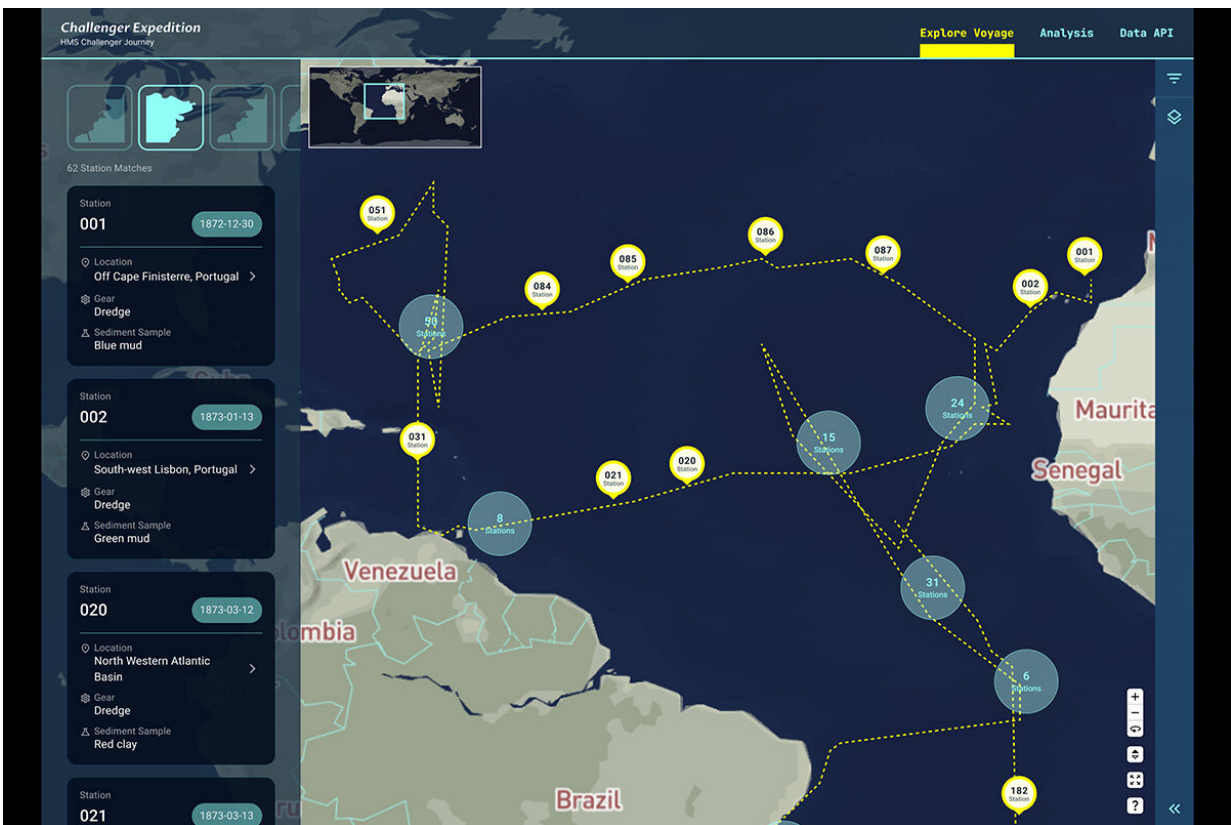 Challenger Expedition
HMS Challenger Journey
Explore Voyage
Analysis
Data API
62 Station Matches
Station
001
1872-12-30
Location
Off Cape Finisterre, Portugal
Gear
Dredge
Sediment Sample
Blue mud
Station
002
1873-01-13
Location
South-west Lisbon, Portugal
Gear
Dredge
Sediment Sample
Green mud
Station
020
1873-03-12
Location
North Western Atlantic
Basin
Gear
Dredge
Sediment Sample
Red clay
Station
021
1873-03-13
051
Station
086
Station
087
Station
001
Station
085
Station
084
Station
002
Station
50
Stations
24
Stations
Maurita
031
Station
15
Stations
020
Station
021
Station
Senegal
8
Stations
Venezuela
31
Stations
lombia
6
Stations
Brazil
182
Station
?